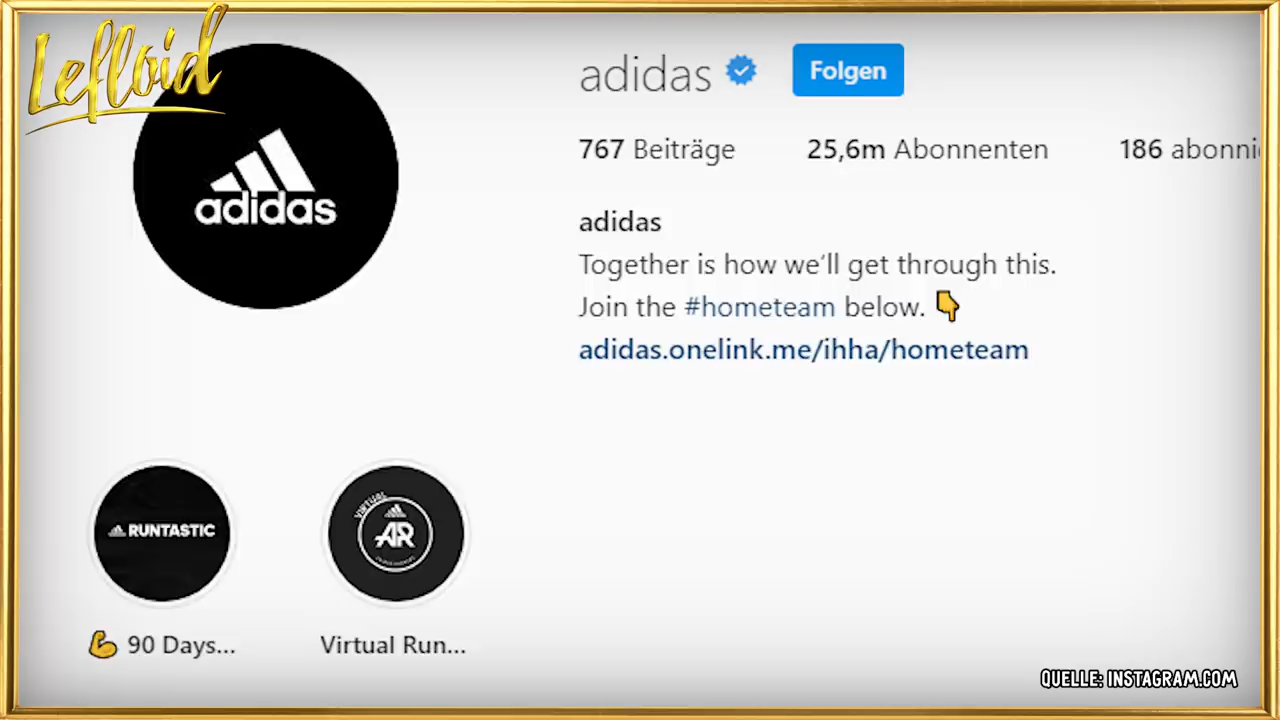 Lefloid
adidas
adidas Folgen
767 Beiträge 25,6m Abonnenten 186 abonni
adidas
Together is how we'll get through this.
Join the #hometeam below. 👇
adidas.onelink.me/ihha/hometeam
RUNTASTIC
VIRTUAL
AR
💪 90 Days...
Virtual Run...
QUELLE: INSTAGRAM.COM